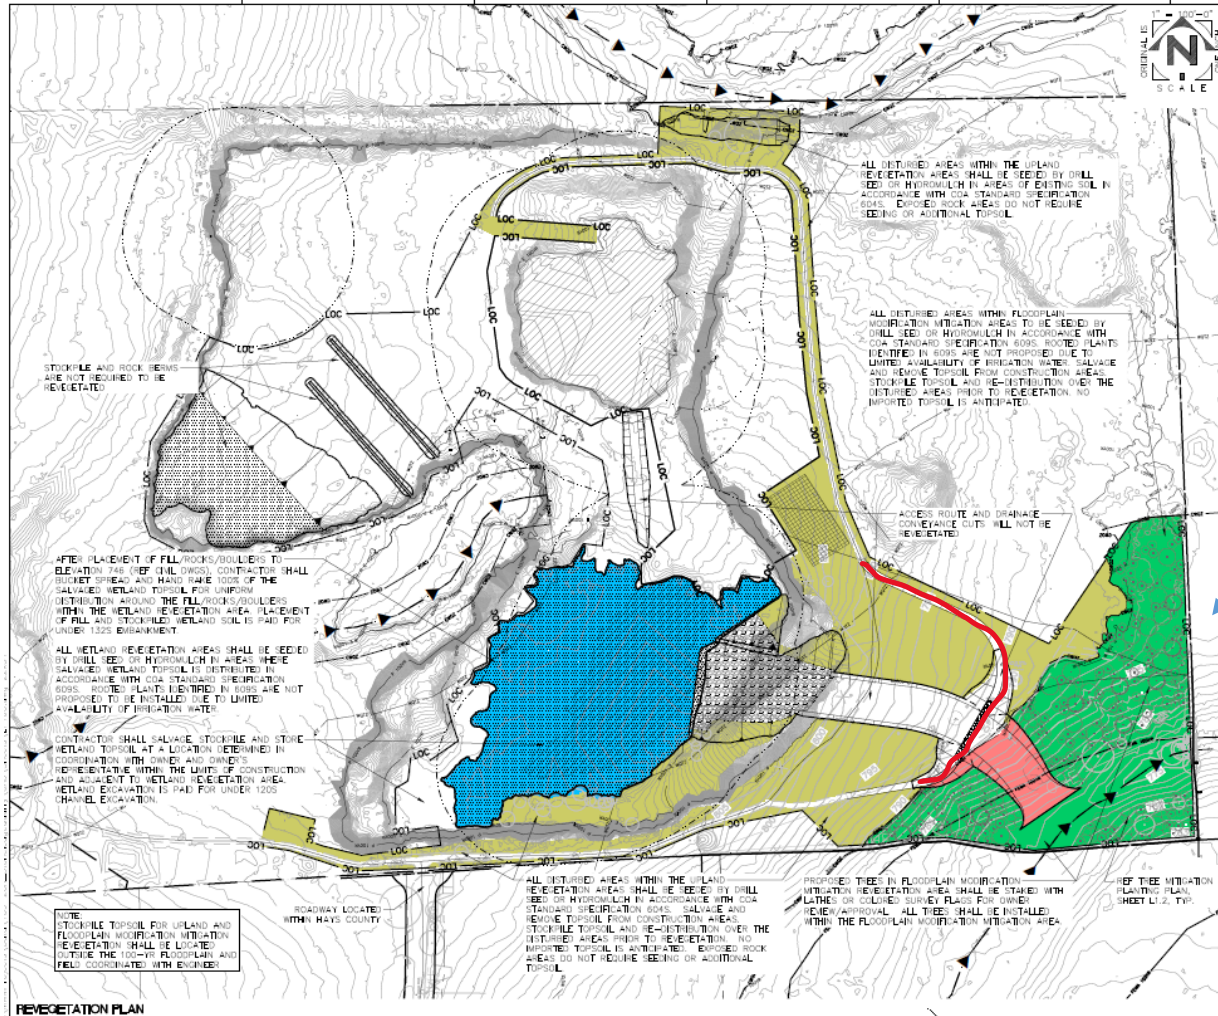 1" = 100'-0"
ORIGINAL IS
N
SCALE
ALL DISTURBED AREAS WITHIN THE UPLAND
REVEGETATION AREAS SHALL BE SEEDED BY DRILL
SEED OR HYDROMULCH IN AREAS OF EXISTING SOIL IN
ACCORDANCE WITH COA STANDARD SPECIFICATION
604S. EXPOSED ROCK AREAS DO NOT REQUIRE
SEEDING OR ADDITIONAL TOPSOIL
ALL DISTURBED AREAS WITHIN FLOODPLAIN
MODIFICATION MITIGATION AREAS TO BE SEEDED BY
DRILL SEED OR HYDROMULCH IN ACCORDANCE WITH
COA STANDARD SPECIFICATION 609S. ROOTED PLANTS
IDENTIFIED IN 609S ARE NOT PROPOSED DUE TO
LIMITED AVAILABILITY OF IRRIGATION WATER. SALVAGE
AND REMOVE TOPSOIL FROM CONSTRUCTION AREAS.
STOCKPILE TOPSOIL AND RE-DISTRIBUTION OVER THE
DISTURBED AREAS PRIOR TO REVEGETATION. NO
IMPORTED TOPSOIL IS ANTICIPATED.
STOCKPILE AND ROCK BERMS
ARE NOT REQUIRED TO BE
REVEGETATED
ACCESS ROUTE AND DRAINAGE
CONVEYANCE CUTS WILL NOT BE
REVEGETATED
AFTER PLACEMENT OF FILL/ROCKS/BOULDERS TO
ELEVATION 746 (REF CIVIL DWGS), CONTRACTOR SHALL
BUCKET SPREAD AND HAND RAKE 100% OF THE
SALVAGED WETLAND TOPSOIL FOR UNIFORM
DISTRIBUTION AROUND THE FILL/ROCKS/BOULDERS
WITHIN THE WETLAND REVEGETATION AREA PLACEMENT
OF FILL AND STOCKPILED WETLAND SOIL IS PAID FOR
UNDER 132S EMBANKMENT.
ALL WETLAND REVEGETATION AREAS SHALL BE SEEDED
BY DRILL SEED OR HYDROMULCH IN AREAS WHERE
SALVAGED WETLAND TOPSOIL IS DISTRIBUTED IN
ACCORDANCE WITH COA STANDARD SPECIFICATION
609S. ROOTED PLANTS IDENTIFIED IN 609S ARE NOT
PROPOSED TO BE INSTALLED DUE TO LIMITED
AVAILABILITY OF IRRIGATION WATER.
CONTRACTOR SHALL SALVAGE, STOCKPILE AND STORE
WETLAND TOPSOIL AT A LOCATION DETERMINED IN
COORDINATION WITH OWNER AND OWNER'S
REPRESENTATIVE WITHIN THE LIMITS OF CONSTRUCTION
AND ADJACENT TO WETLAND REVEGETATION AREA.
WETLAND EXCAVATION IS PAID FOR UNDER 120S
CHANNEL EXCAVATION.
LOC
LOC
LOC
LOC
LOC
LOC
LOC
LOC
LOC
LOC
LOC
LOC
800
795
790
ROADWAY LOCATED
WITHIN HAYS COUNTY
ALL DISTURBED AREAS WITHIN THE UPLAND
REVEGETATION AREAS SHALL BE SEEDED BY DRILL
SEED OR HYDROMULCH IN ACCORDANCE WITH COA
STANDARD SPECIFICATION 604S. SALVAGE AND
REMOVE TOPSOIL FROM CONSTRUCTION AREAS.
STOCKPILE TOPSOIL AND RE-DISTRIBUTION OVER THE
DISTURBED AREAS PRIOR TO REVEGETATION. NO
IMPORTED TOPSOIL IS ANTICIPATED. EXPOSED ROCK
AREAS DO NOT REQUIRE SEEDING OR ADDITIONAL
TOPSOIL
PROPOSED TREES IN FLOODPLAIN MODIFICATION
MITIGATION REVEGETATION AREA SHALL BE STAKED WITH
LATHES OR COLORED SURVEY FLAGS FOR OWNER
REVIEW/APPROVAL ALL TREES SHALL BE INSTALLED
WITHIN THE FLOODPLAIN MODIFICATION MITIGATION AREA.
REF TREE MITIGATION
PLANTING PLAN,
SHEET L1.2, TYP.
NOTE:
STOCKPILE TOPSOIL FOR UPLAND AND
FLOODPLAIN MODIFICATION MITIGATION
REVEGETATION SHALL BE LOCATED
OUTSIDE THE 100-YR FLOODPLAIN AND
FIELD COORDINATED WITH ENGINEER
REVEGETATION PLAN